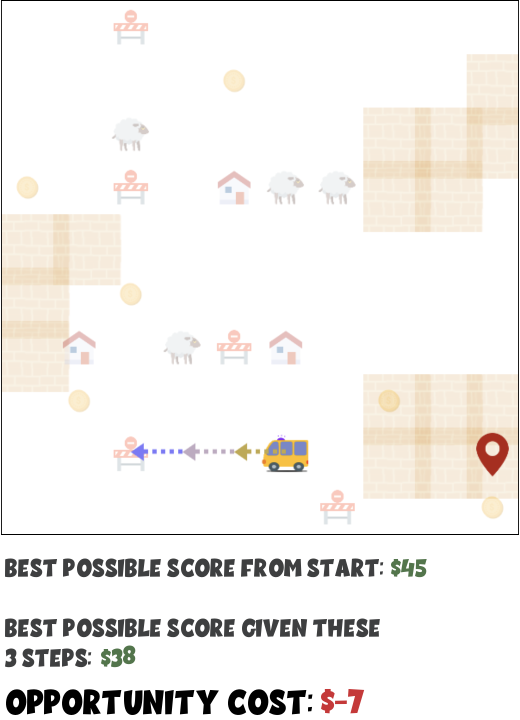 BEST POSSIBLE SCORE FROM START: $45
BEST POSSIBLE SCORE GIVEN THESE
3 STEPS: $38
OPPORTUNITY COST: $-7